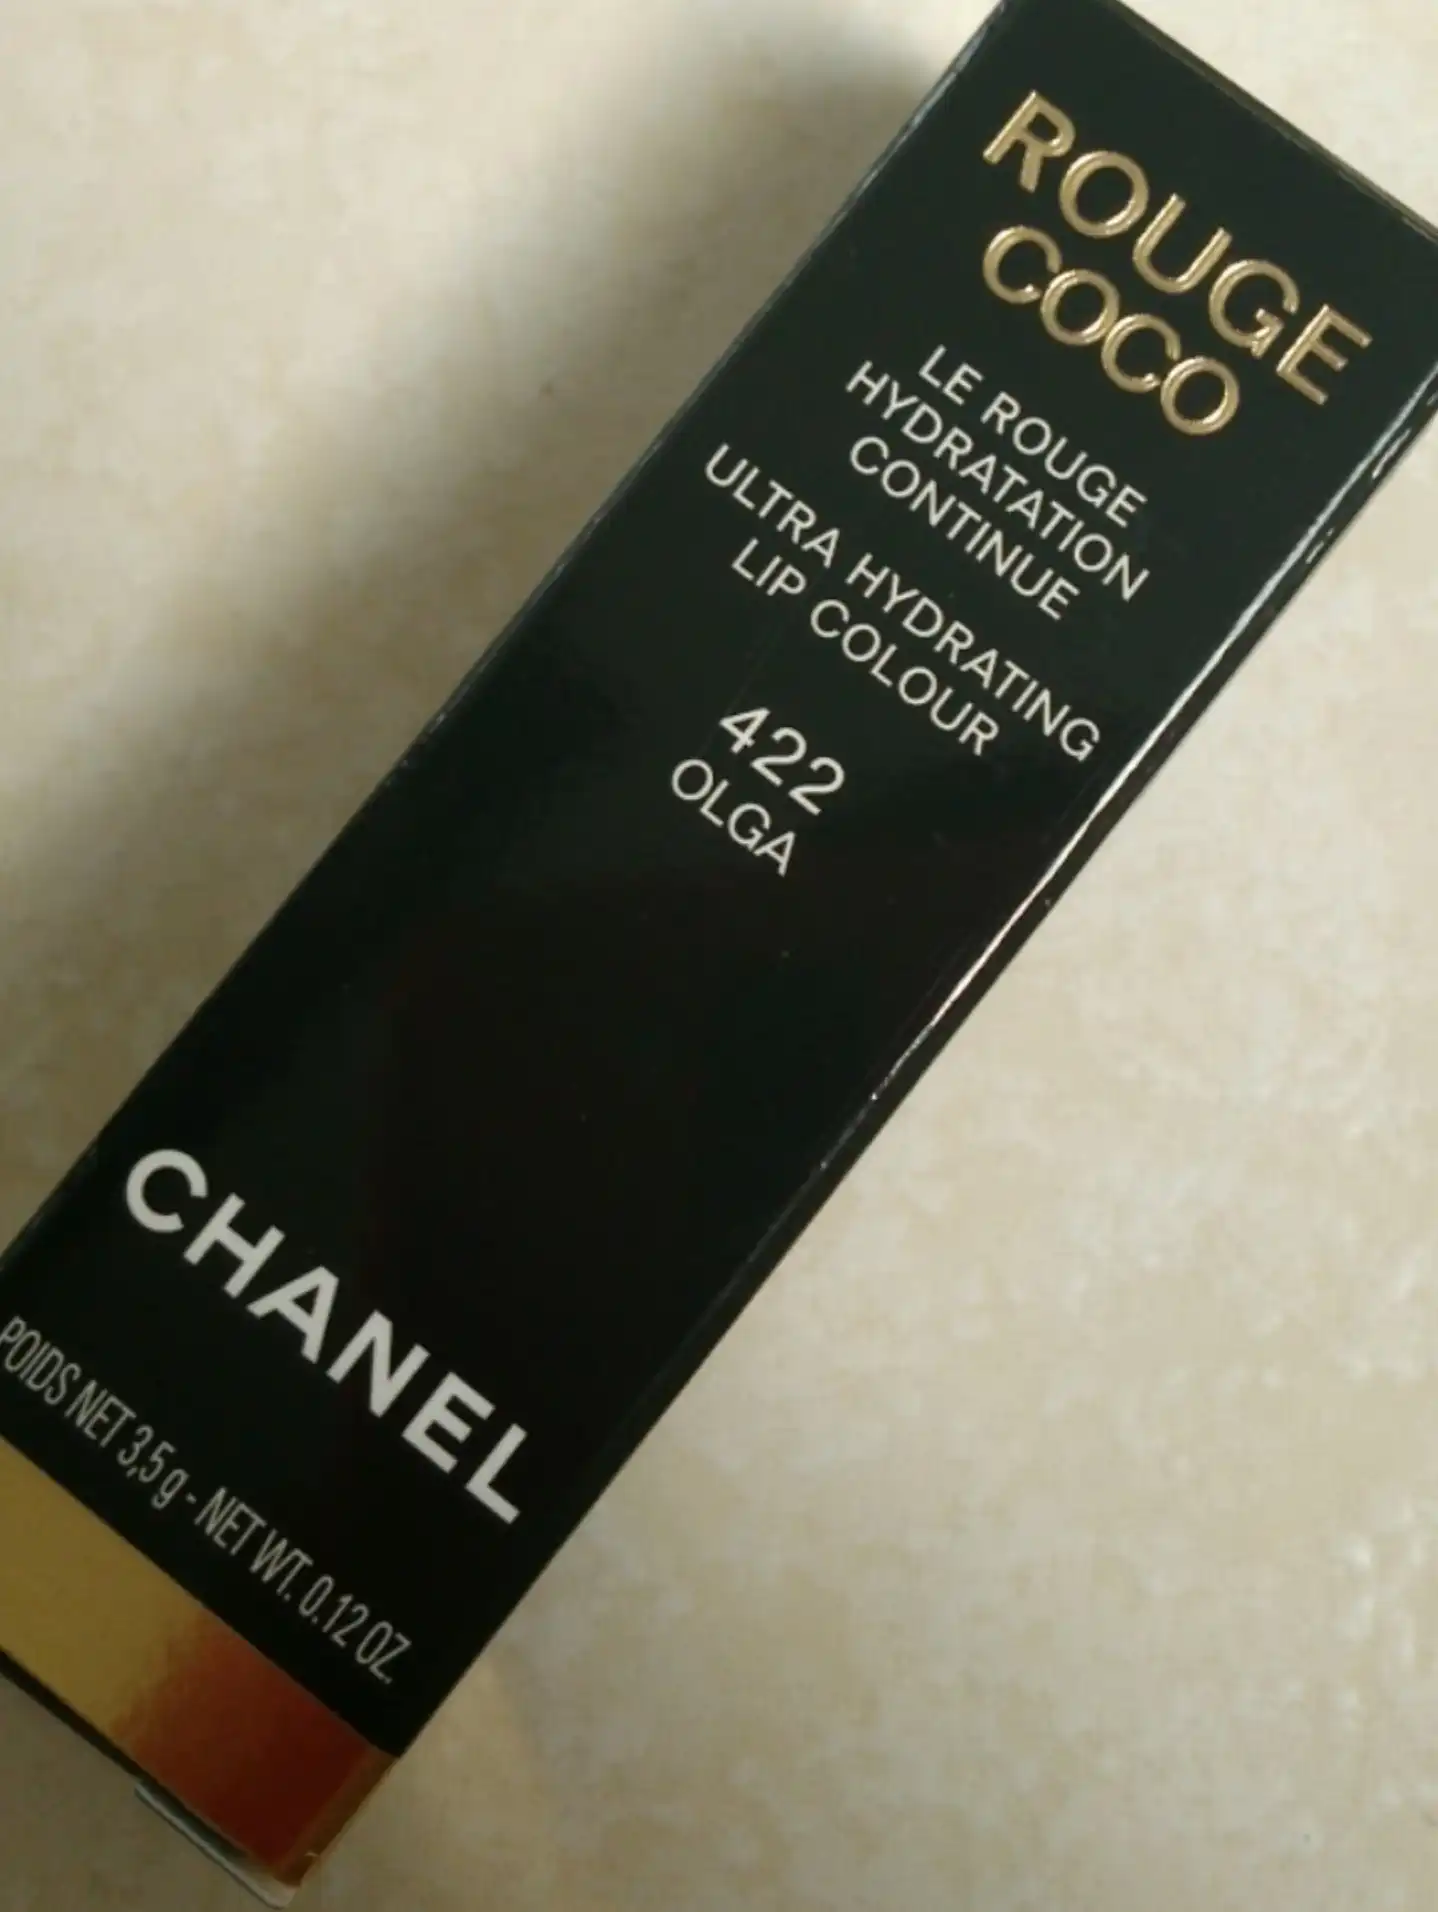 ROUGE
COCO
LE ROUGE
HYDRATATION
CONTINUE
ULTRA HYDRATING
LIP COLOUR
422
OLGA
CHANEL
POIDS NET 3,5 g - NET WT. 0.12 OZ.